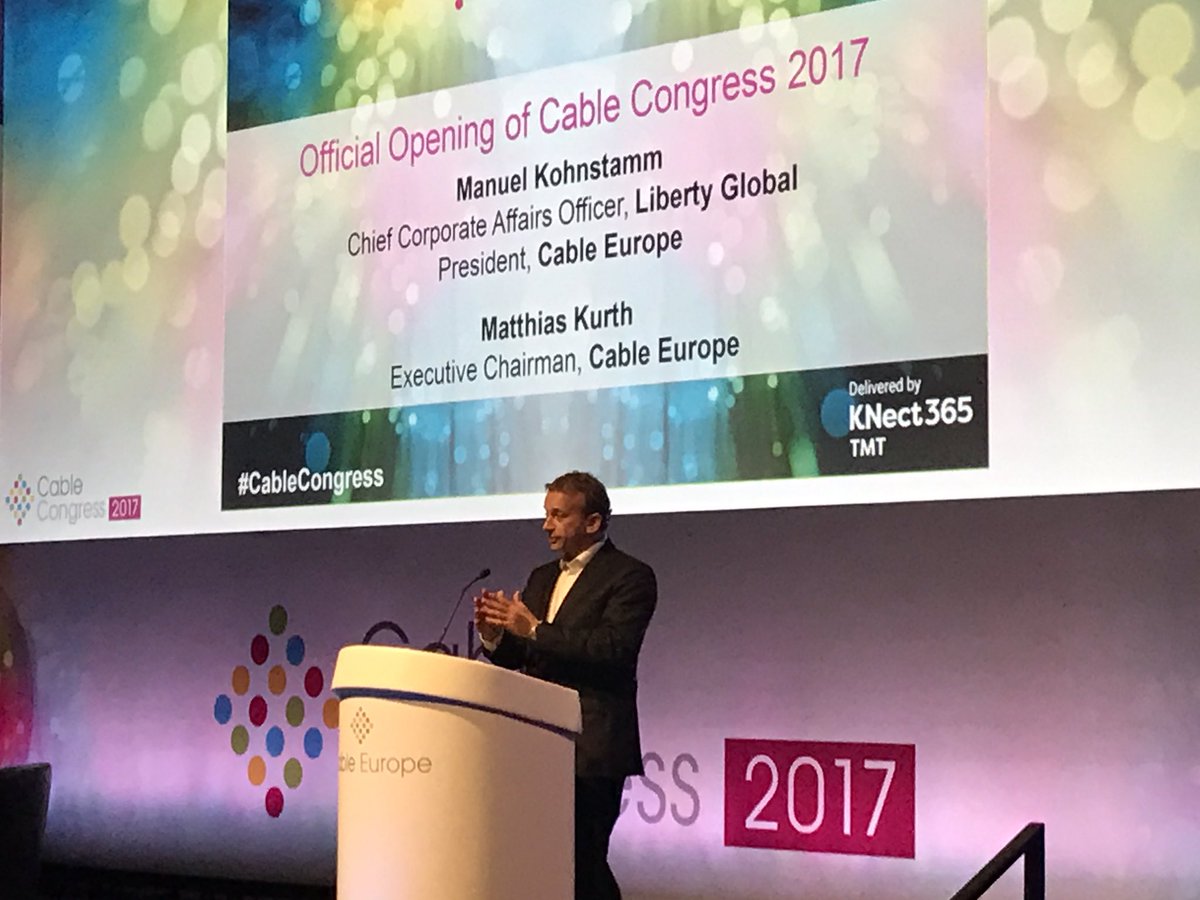 Official Opening of Cable Congress 2017
Manuel Kohnstamm
Chief Corporate Affairs Officer, Liberty Global
President, Cable Europe
Matthias Kurth
Executive Chairman, Cable Europe
Delivered by
KNect365
TMT
#CableCongress
Cable
Congress 2017
Cab
ess 2017
ble Europe